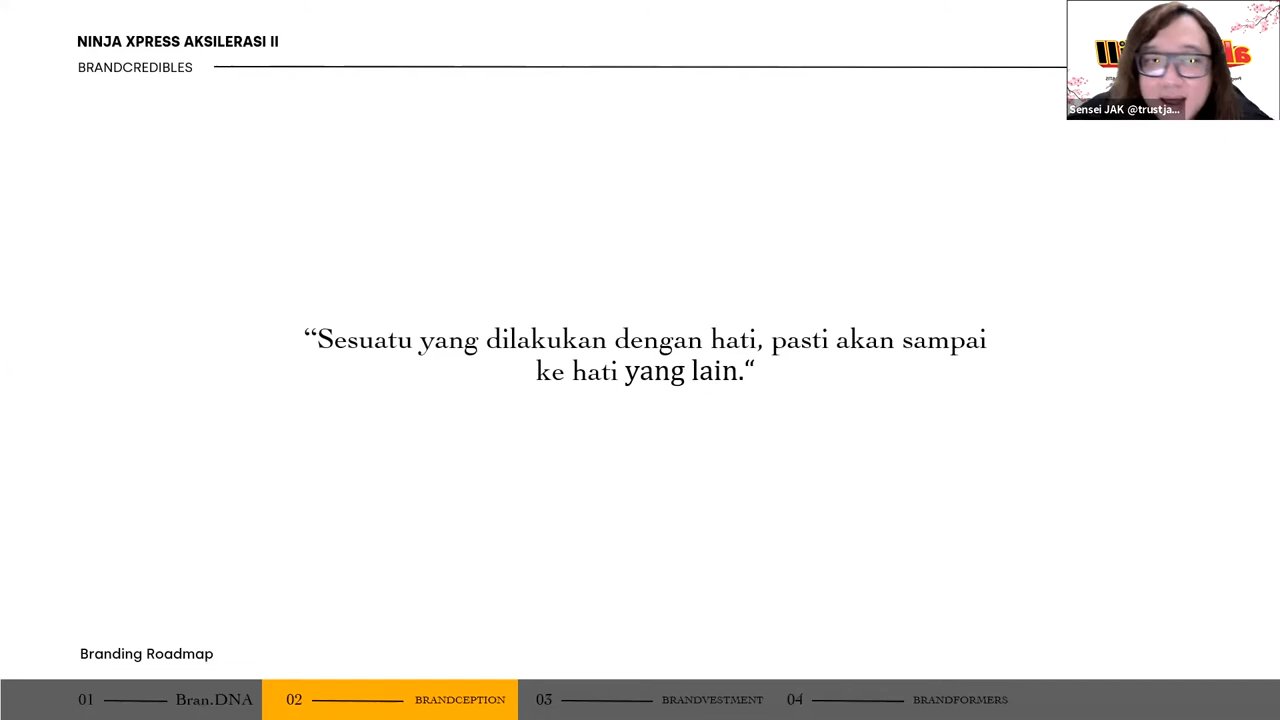 NINJA XPRESS AKSILERASI II
BRANDCREDIBLES
Sensei JAK @trustja...
“Sesuatu yang dilakukan dengan hati, pasti akan sampai
ke hati yang lain.“
Branding Roadmap
01 Bran.DNA 02 BRANDCEPTION 03 BRANDVESTMENT 04 BRANDFORMERS